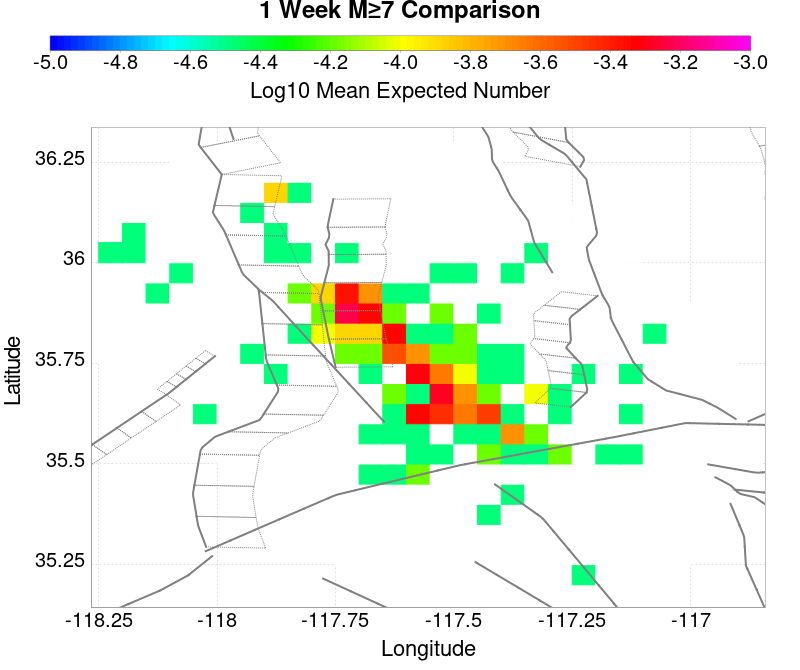 1 Week M≥7 Comparison
-5.0 -4.8 -4.6 -4.4 -4.2 -4.0 -3.8 -3.6 -3.4 -3.2 -3.0
Log10 Mean Expected Number
36.25
36
35.75
35.5
35.25
Latitude
-118.25 -118 -117.75 -117.5 -117.25 -117
Longitude